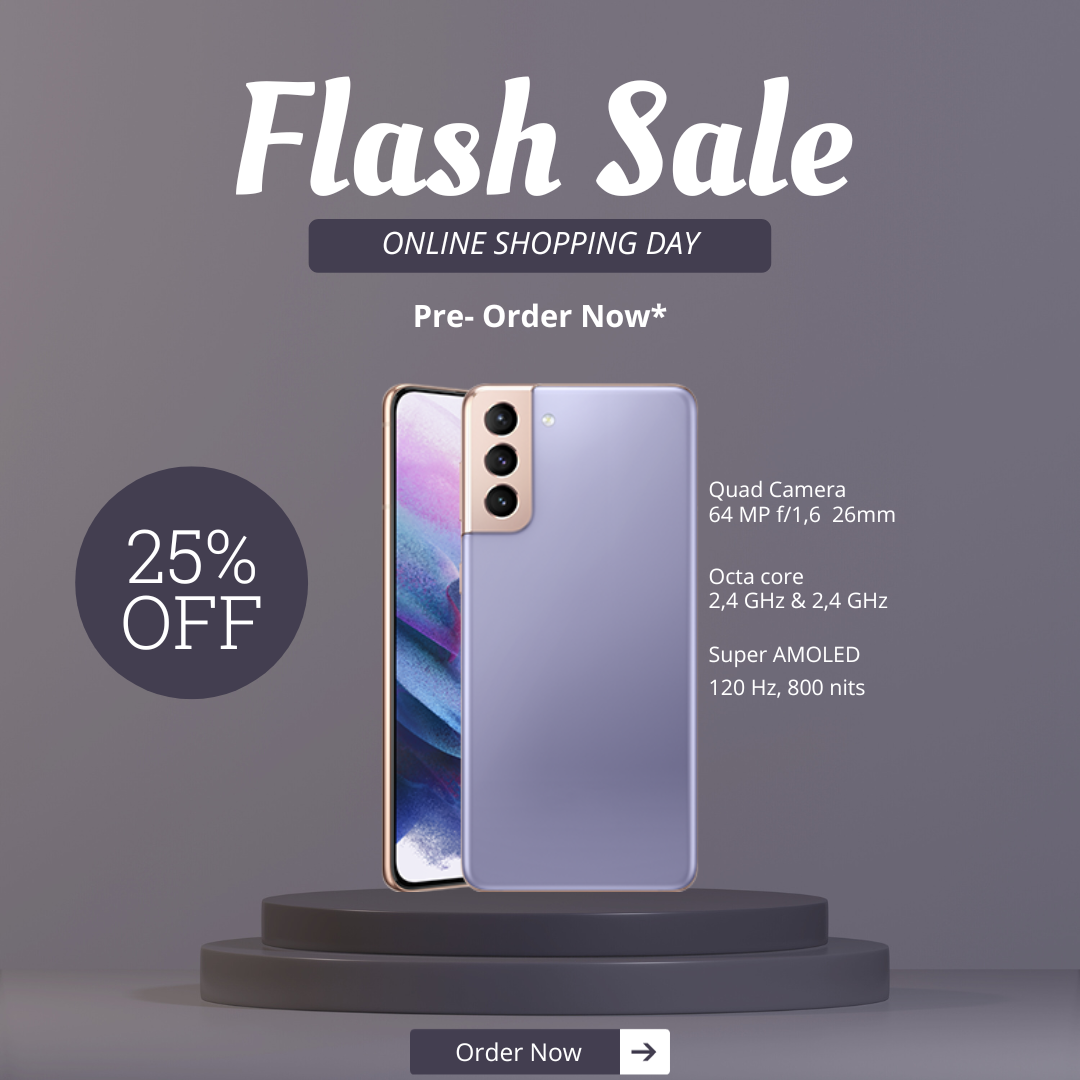 Flash Sale
ONLINE SHOPPING DAY
Pre- Order Now*
25%
OFF
Quad Camera
64 MP f/1,6  26mm
Octa core
2,4 GHz & 2,4 GHz
Super AMOLED
120 Hz, 800 nits
Order Now